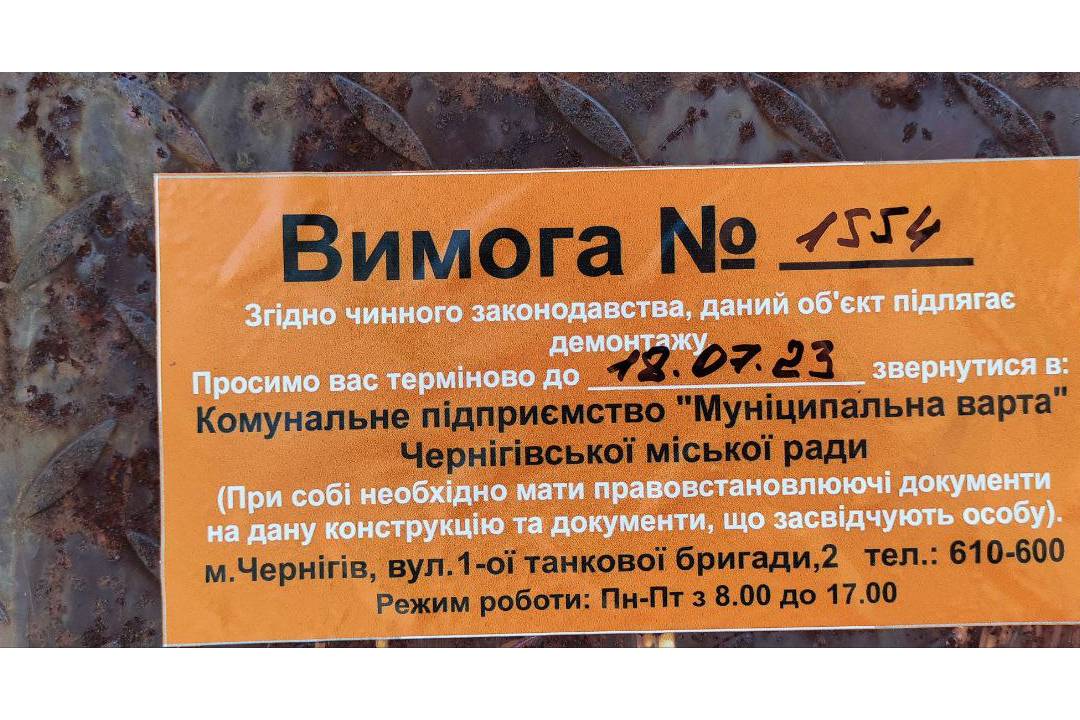 Вимога № 1554
Згідно чинного законодавства, даний об'єкт підлягає
демонтажу
Просимо вас терміново до 18.07.23 звернутися в:
Комунальне підприємство "Муніципальна варта"
Чернігівської міської ради
(При собі необхідно мати правовстановлюючі документи
на дану конструкцію та документи, що засвідчують особу).
м.Чернігів, вул.1-ої танкової бригади,2 тел.: 610-600
Режим роботи: Пн-Пт з 8.00 до 17.00